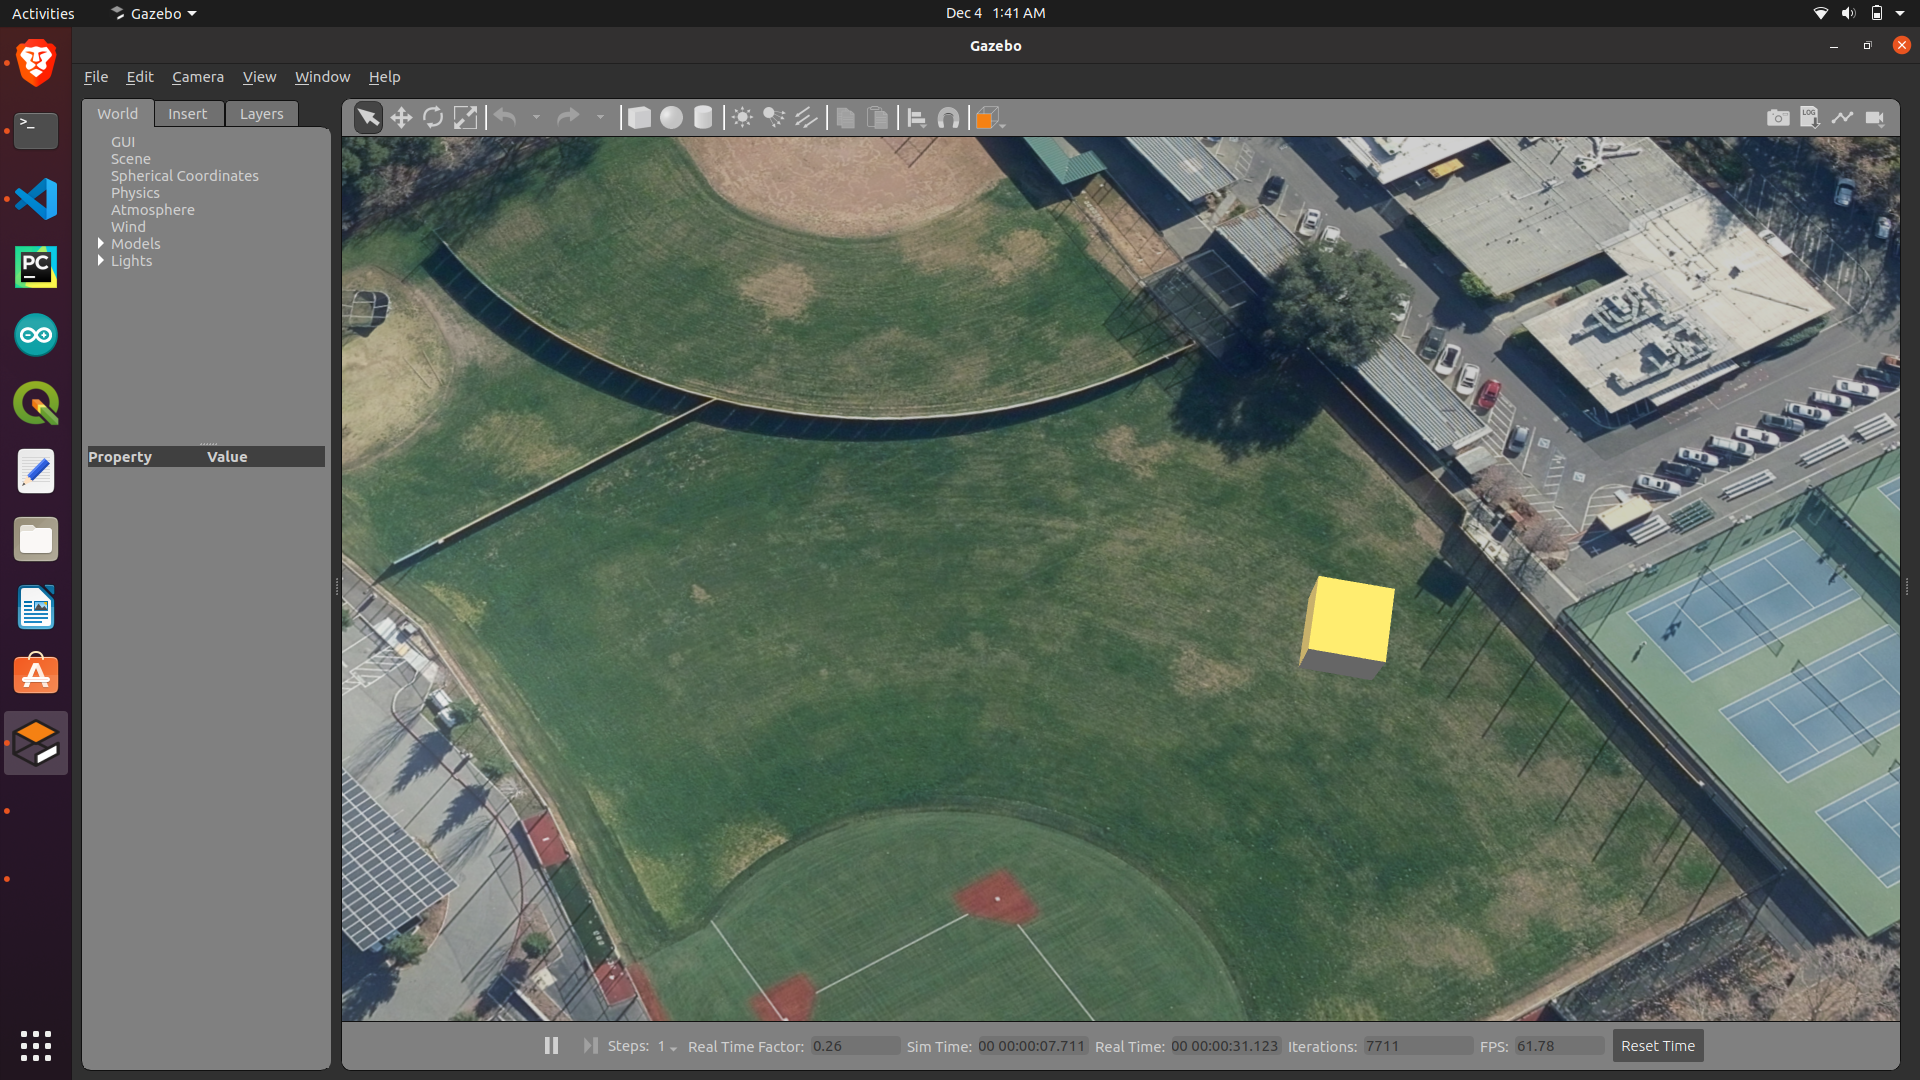 Activities
Gazebo
Dec 4 1:41 AM
Gazebo
File Edit Camera View Window Help
World Insert Layers
LOG
>_
GUI
Scene
Spherical Coordinates
Physics
Atmosphere
Wind
Models
Lights
PC
Property Value
Steps: 1 Real Time Factor: 0.26 Sim Time: 00 00:00:07.711 Real Time: 00 00:00:31.123 Iterations: 7711 FPS: 61.78 Reset Time